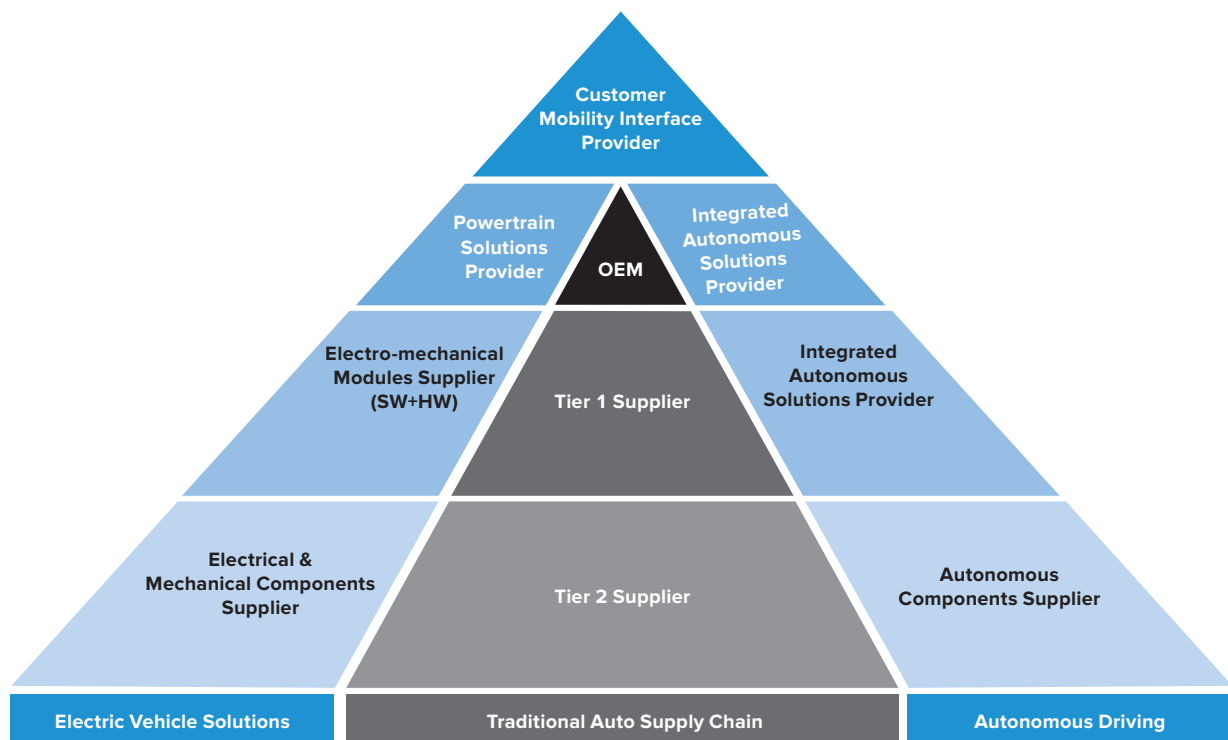 Customer
Mobility Interface
Provider
Powertrain
Solutions
Provider
OEM
Integrated
Autonomous
Solutions
Provider
Electro-mechanical
Modules Supplier
(SW+HW)
Tier 1 Supplier
Integrated
Autonomous
Solutions Provider
Electrical &
Mechanical Components
Supplier
Tier 2 Supplier
Autonomous
Components Supplier
Electric Vehicle Solutions
Traditional Auto Supply Chain
Autonomous Driving